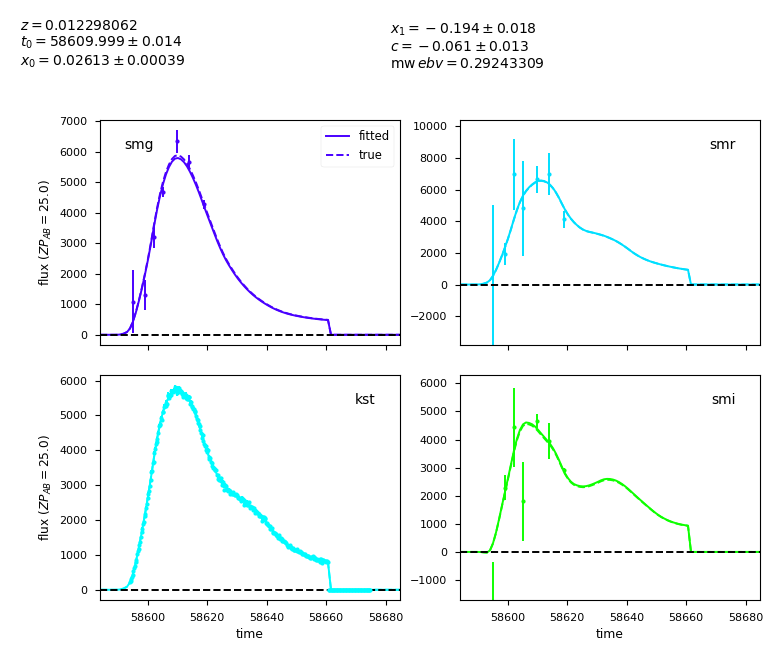 z = 0.012298062
t₀ = 58609.999 ± 0.014
x₀ = 0.02613 ± 0.00039
x₁ = −0.194 ± 0.018
c = −0.061 ± 0.013
mw ebv = 0.29243309
smg
fitted
true
7000
6000
5000
4000
3000
2000
1000
0
flux (ZP_AB = 25.0)
smr
10000
8000
6000
4000
2000
0
−2000
kst
6000
5000
4000
3000
2000
1000
0
flux (ZP_AB = 25.0)
58600 58620 58640 58660 58680
time
smi
6000
5000
4000
3000
2000
1000
0
−1000
58600 58620 58640 58660 58680
time